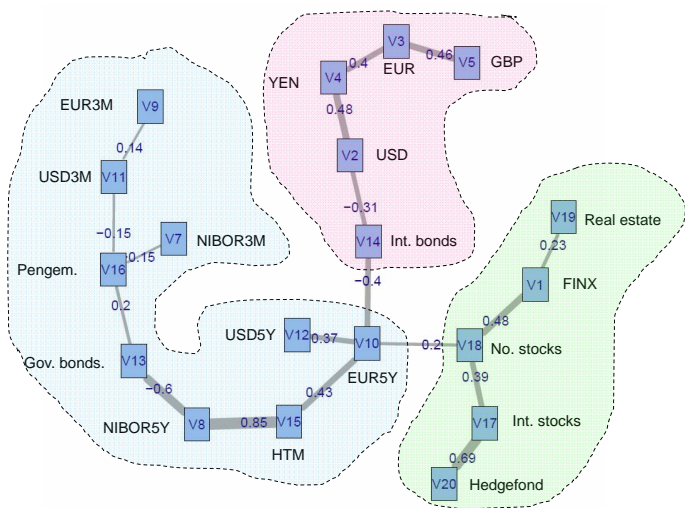 V3
0.4
0.46
V5
GBP
EUR
YEN
V4
0.48
EUR3M
V9
0.14
V2
USD
USD3M
V11
−0.31
V19
Real estate
−0.15
V7
NIBOR3M
0.15
V14
Int. bonds
0.23
Pengem.
V16
−0.4
V1
FINX
0.2
0.48
USD5Y
V12
0.37
V10
0.2
V18
No. stocks
Gov. bonds.
V13
EUR5Y
0.39
−0.6
0.43
NIBOR5Y
V8
0.85
V15
V17
Int. stocks
HTM
0.69
V20
Hedgefond